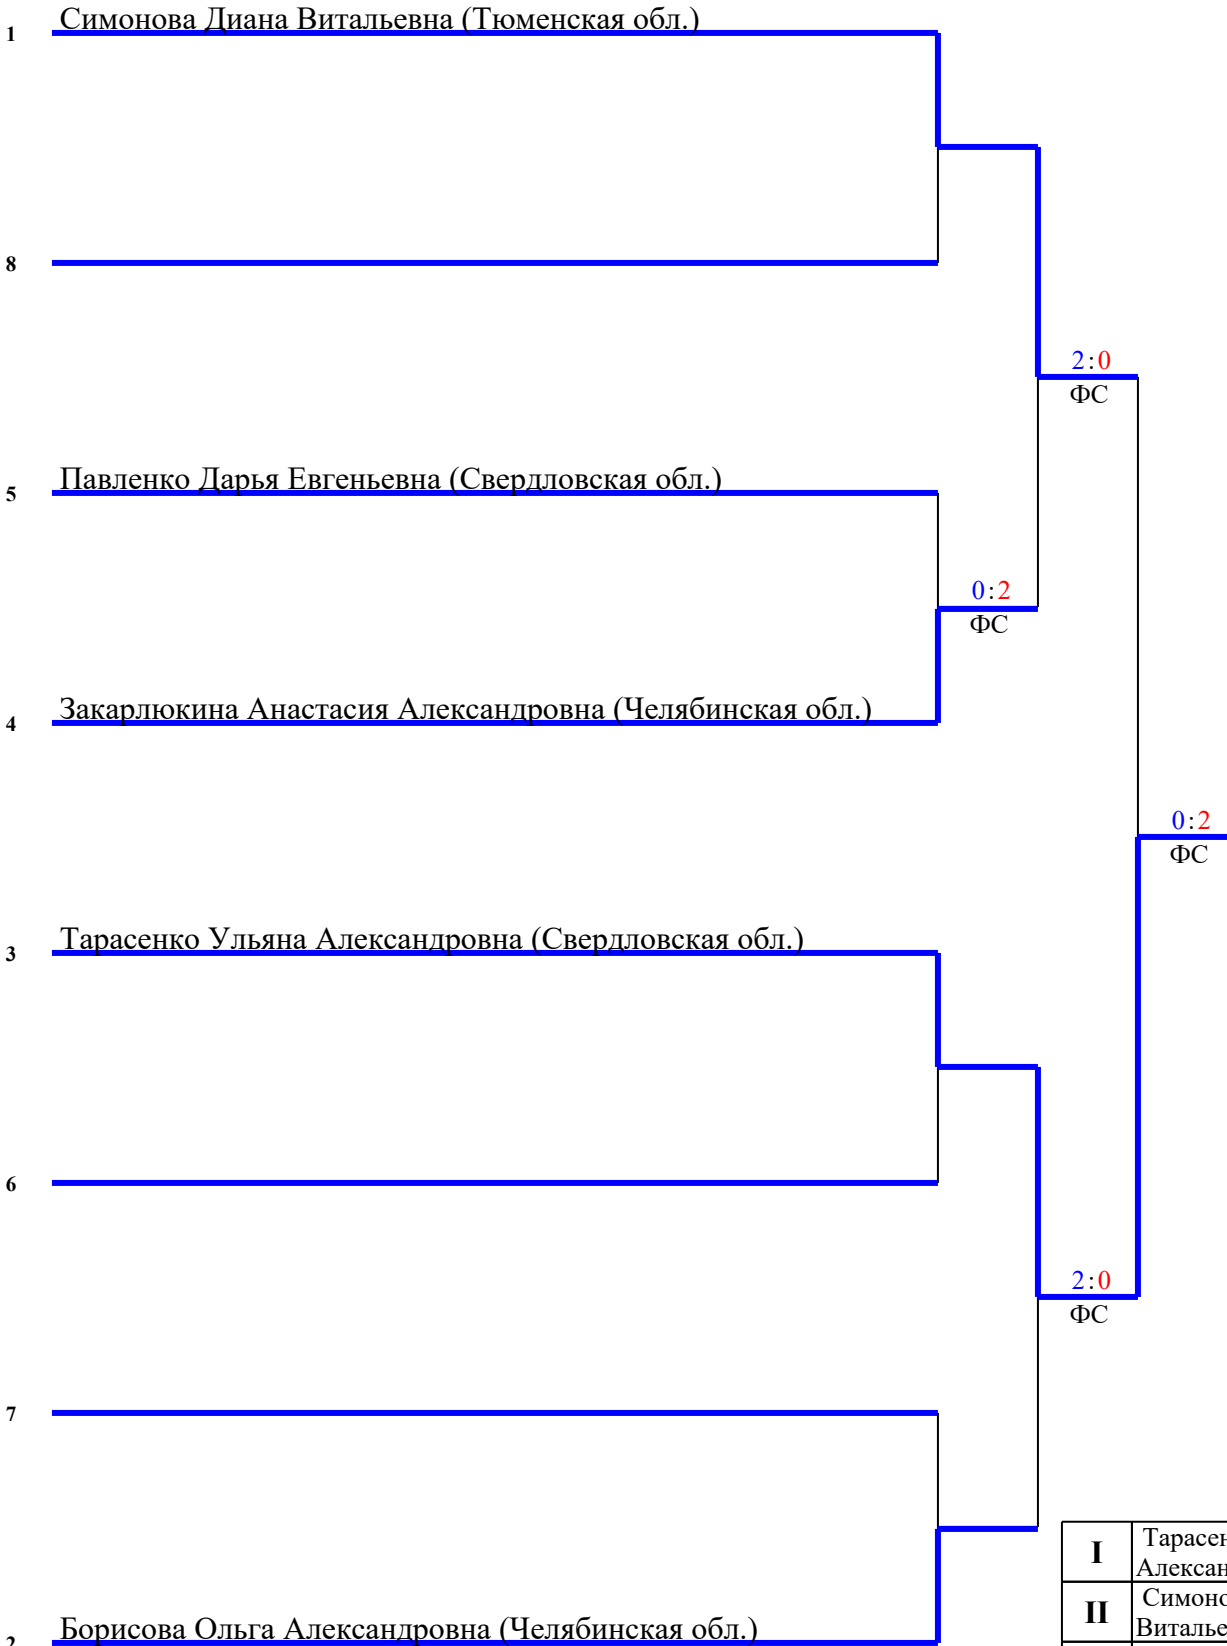 1 Симонова Диана Витальевна (Тюменская обл.)
8
2:0
ФС
5 Павленко Дарья Евгеньевна (Свердловская обл.)
0:2
ФС
4 Закарлюкина Анастасия Александровна (Челябинская обл.)
0:2
ФС
3 Тарасенко Ульяна Александровна (Свердловская обл.)
6
2:0
ФС
7
I
II
2 Борисова Ольга Александровна (Челябинская обл.)